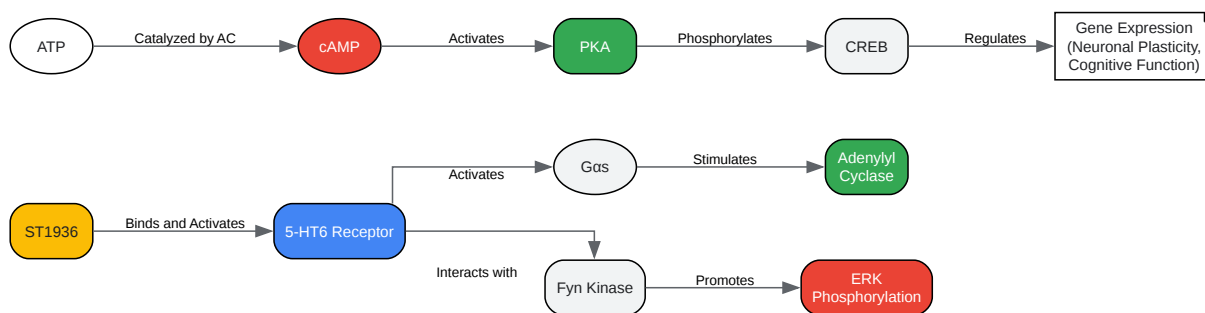 ATP
Catalyzed by AC
cAMP
Activates
PKA
Phosphorylates
CREB
Regulates
Gene Expression
(Neuronal Plasticity,
Cognitive Function)
ST1936
Binds and Activates
5-HT6 Receptor
Activates
Gαs
Stimulates
Adenylyl
Cyclase
Interacts with
Fyn Kinase
Promotes
ERK
Phosphorylation